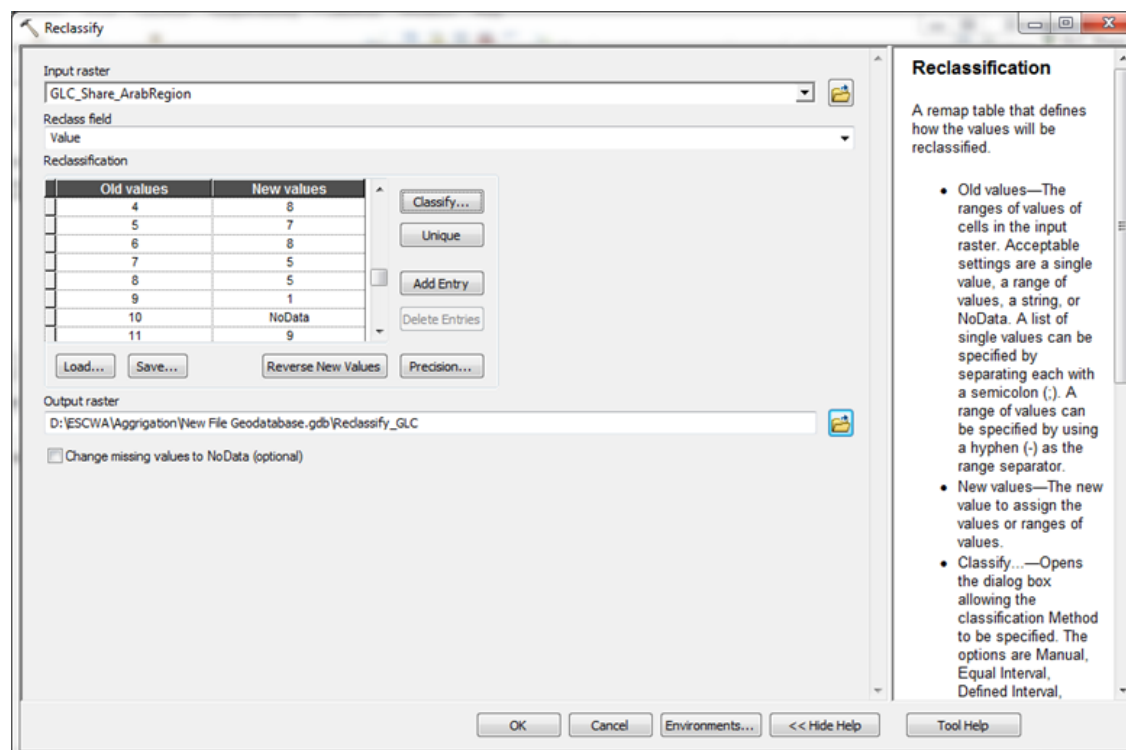 Reclassify
Input raster
GLC_Share_ArabRegion
Reclass field
Value
Reclassification
Old values New values
4 8
5 7
6 8
7 5
8 5
9 1
10 NoData
11 9
Classify...
Unique
Add Entry
Delete Entries
Load... Save... Reverse New Values Precision...
Output raster
D:\ESCWA\Aggrigation\New File Geodatabase.gdb\Reclassify_GLC
Change missing values to NoData (optional)
Reclassification
A remap table that defines
how the values will be
reclassified.
• Old values—The
ranges of values of
cells in the input
raster. Acceptable
settings are a single
value, a range of
values, a string, or
NoData. A list of
single values can be
specified by
separating each with
a semicolon (;). A
range of values can
be specified by using
a hyphen (-) as the
range separator.
• New values—The new
value to assign the
values or ranges of
values.
• Classify...—Opens
the dialog box
allowing the
classification Method
to be specified. The
options are Manual,
Equal Interval,
Defined Interval,
OK Cancel Environments... << Hide Help Tool Help